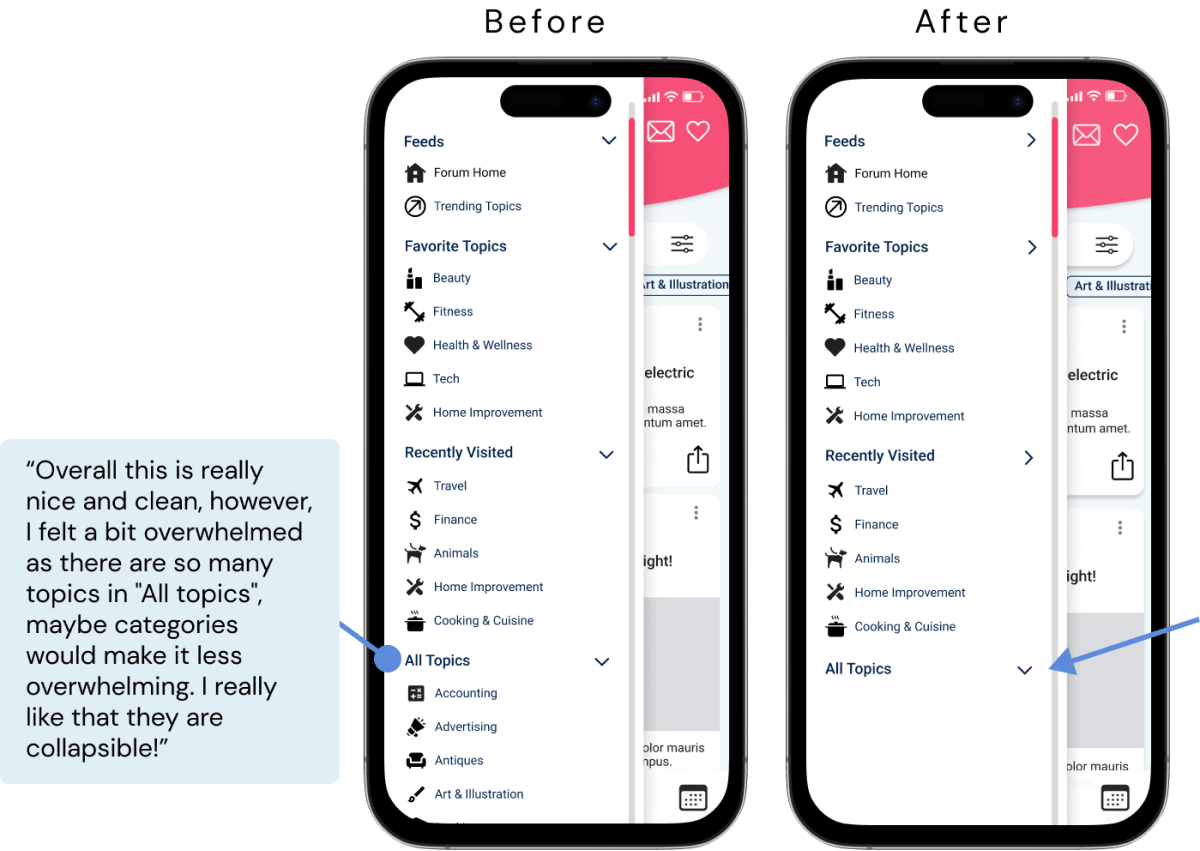 Before
After
Feeds
Forum Home
Trending Topics
Favorite Topics
Beauty
Fitness
Health & Wellness
Tech
Home Improvement
Recently Visited
Travel
Finance
Animals
Home Improvement
Cooking & Cuisine
All Topics
Accounting
Advertising
Antiques
Art & Illustration
rt & Illustration
electric
massa
ntum amet.
ight!
olor mauris
mpus.
Feeds
Forum Home
Trending Topics
Favorite Topics
Beauty
Fitness
Health & Wellness
Tech
Home Improvement
Recently Visited
Travel
Finance
Animals
Home Improvement
Cooking & Cuisine
All Topics
Art & Illustrati
electric
massa
ntum amet.
ight!
olor mauris
“Overall this is really
nice and clean, however,
I felt a bit overwhelmed
as there are so many
topics in "All topics",
maybe categories
would make it less
overwhelming. I really
like that they are
collapsible!”